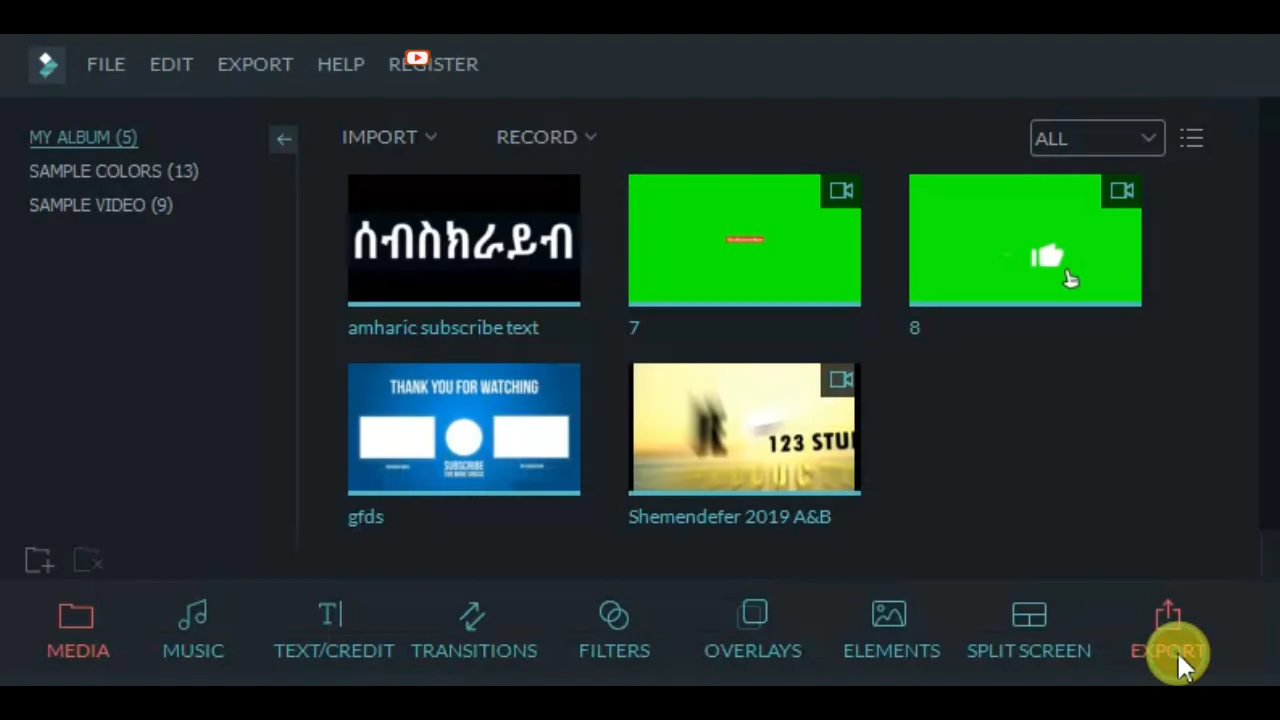 FILE EDIT EXPORT HELP REGISTER
MY ALBUM (5)
SAMPLE COLORS (13)
SAMPLE VIDEO (9)
IMPORT RECORD ALL
ሰብስክራይብ
amharic subscribe text 7 8
THANK YOU FOR WATCHING
SUBSCRIBE
123 STU
gfds Shemendefer 2019 A&B
MEDIA MUSIC TEXT/CREDIT TRANSITIONS FILTERS OVERLAYS ELEMENTS SPLIT SCREEN EXPORT